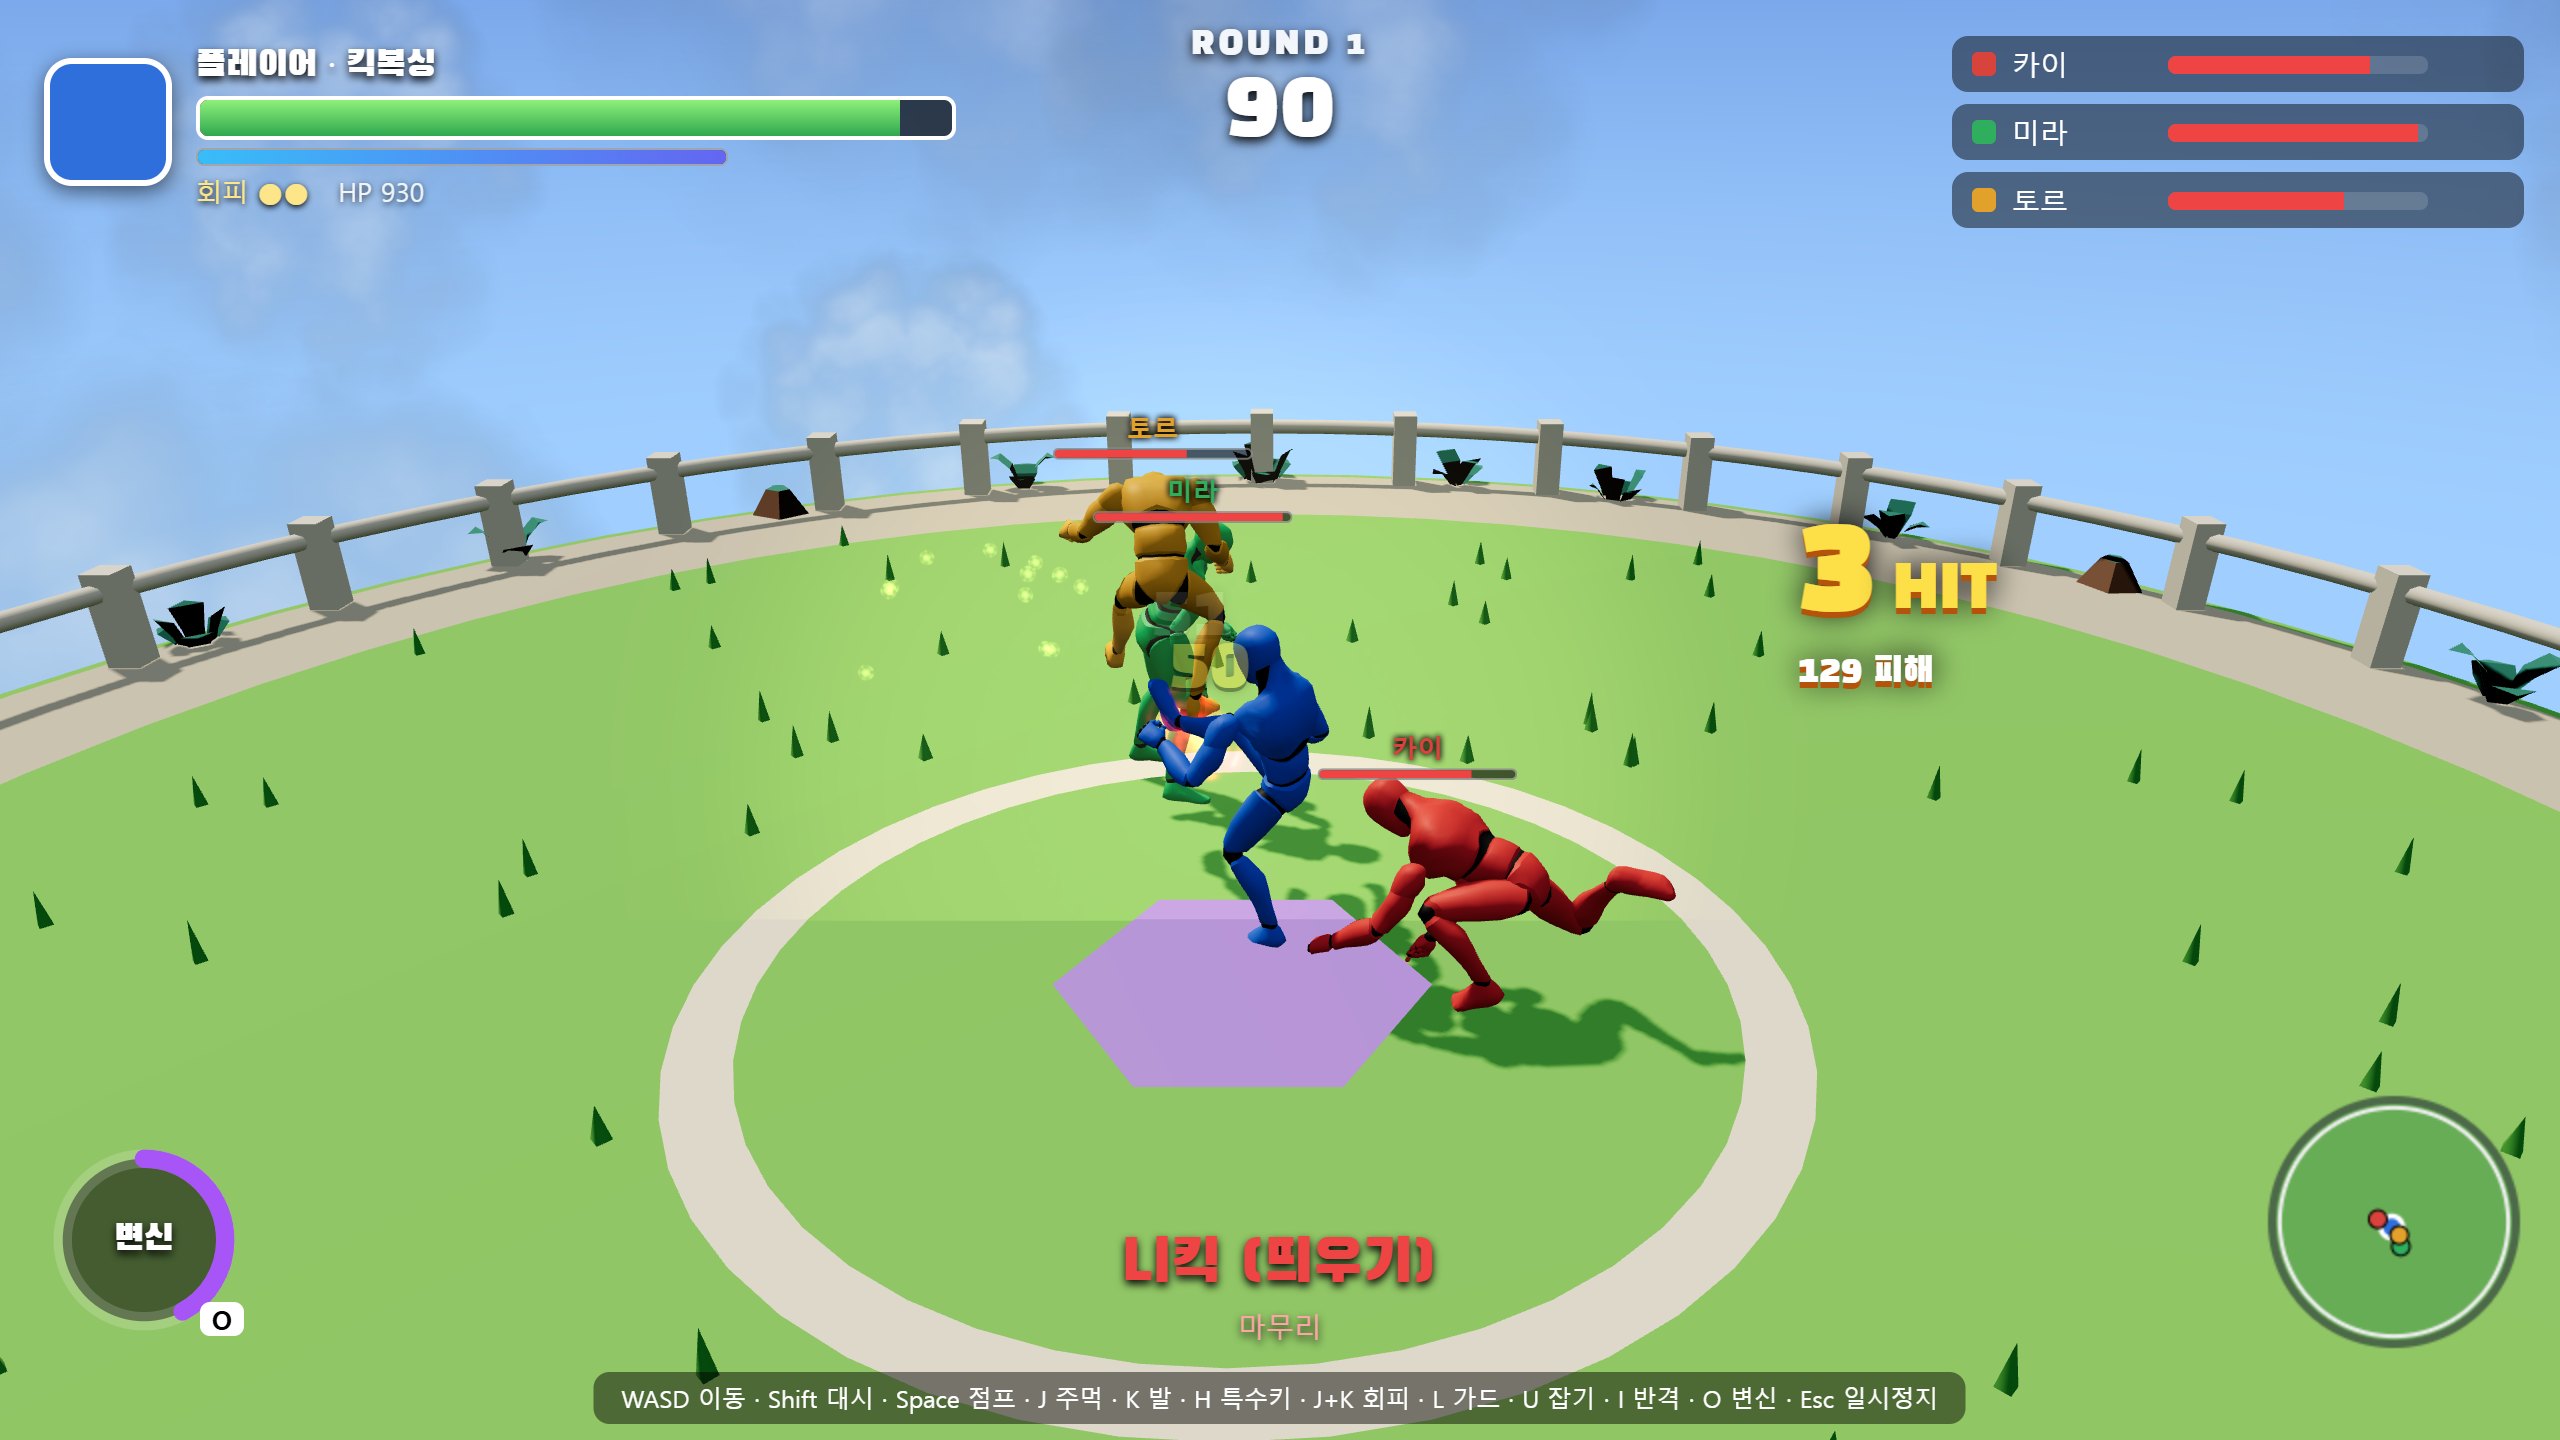 플레이어 · 킥복싱
회피
HP 930
ROUND 1
90
카이
미라
토르
토르
미라
50
카이
3 HIT
129 피해
변신
O
니킥 (띄우기)
마무리
WASD 이동 · Shift 대시 · Space 점프 · J 주먹 · K 발 · H 특수키 · J+K 회피 · L 가드 · U 잡기 · I 반격 · O 변신 · Esc 일시정지